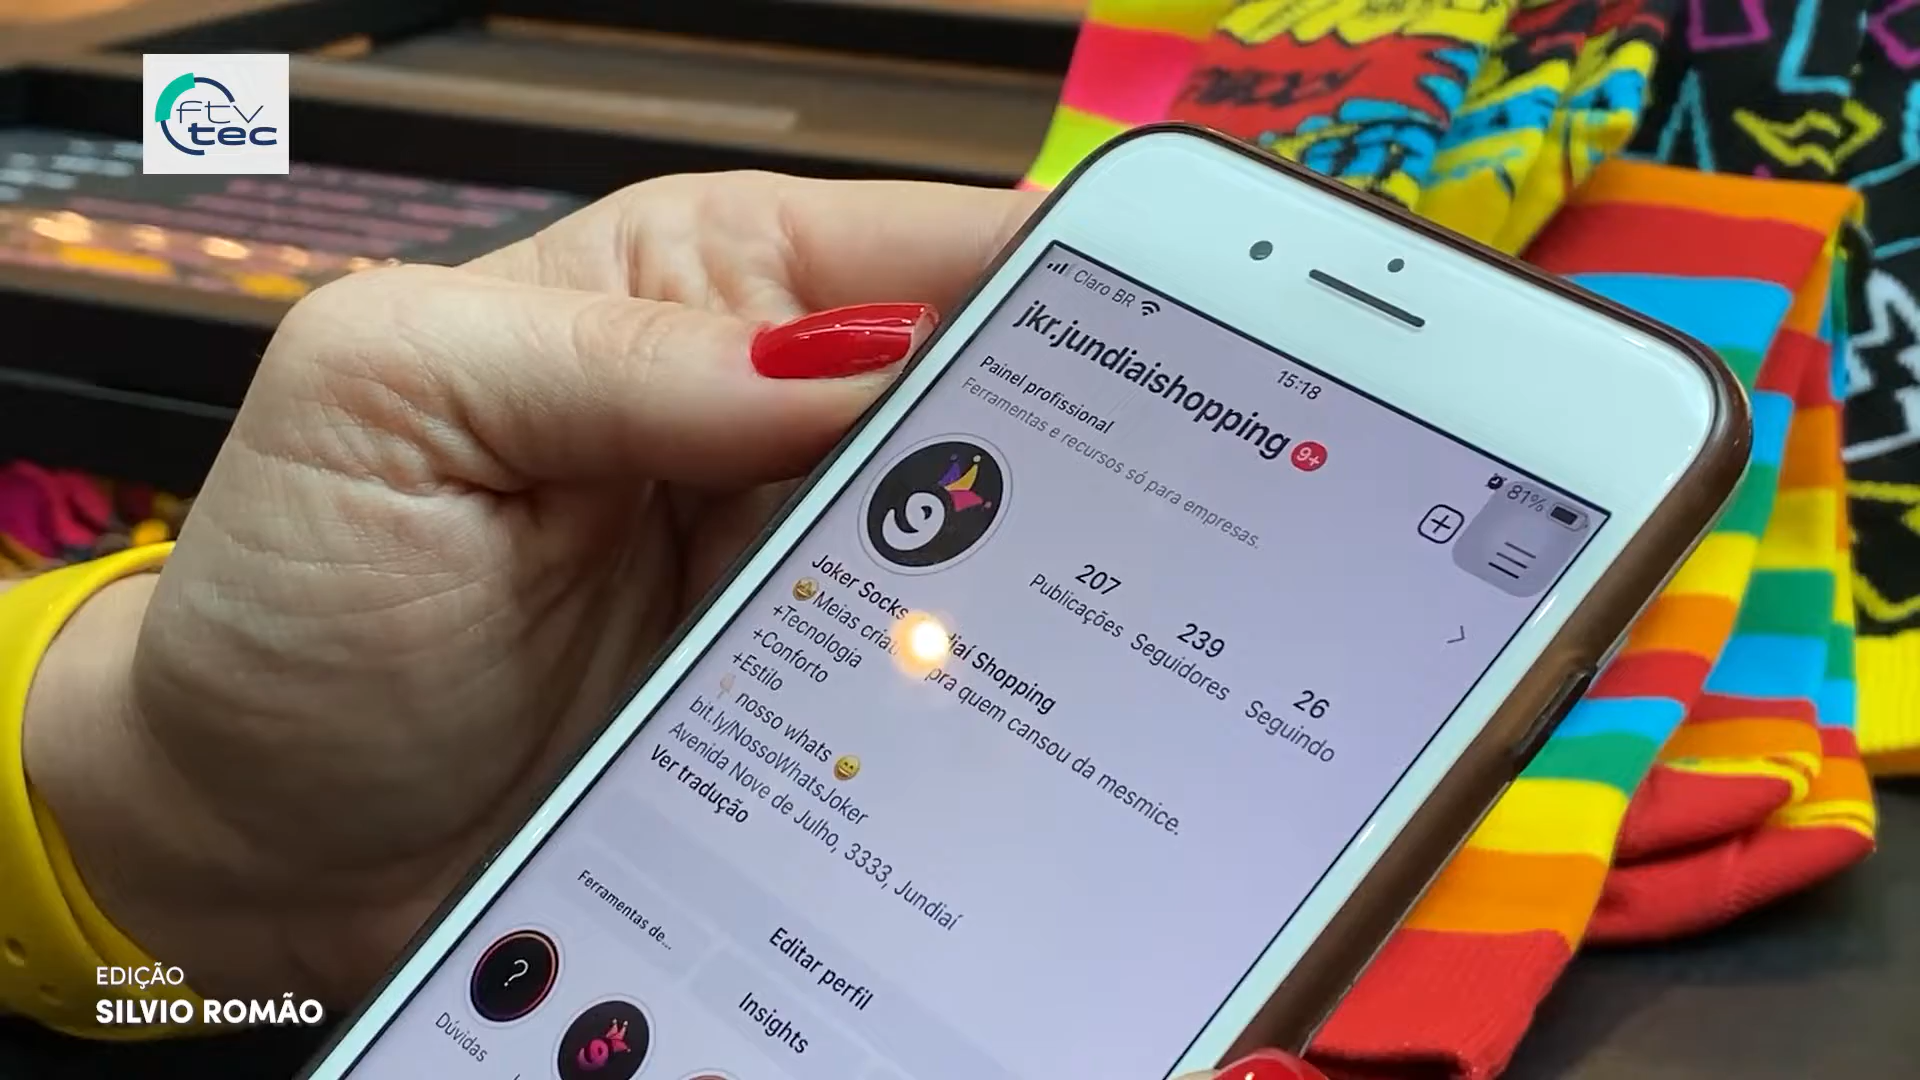 ftv
tec
Claro BR
15:18
81%
jkr.jundiaishopping 9+
Painel profissional
Ferramentas e recursos só para empresas.
207
Publicações
239
Seguidores
26
Seguindo
Joker Socks Shopping
Meias pra quem cansou da mesmice.
+Tecnologia
+Conforto
+Estilo
nosso whats
bit.ly/NossoWhatsJoker
Avenida Nove de Julho, 3333, Jundiaí
Ver tradução
Editar perfil
Ferramentas de...
Insights
?
Dúvidas
EDIÇÃO
SILVIO ROMÃO